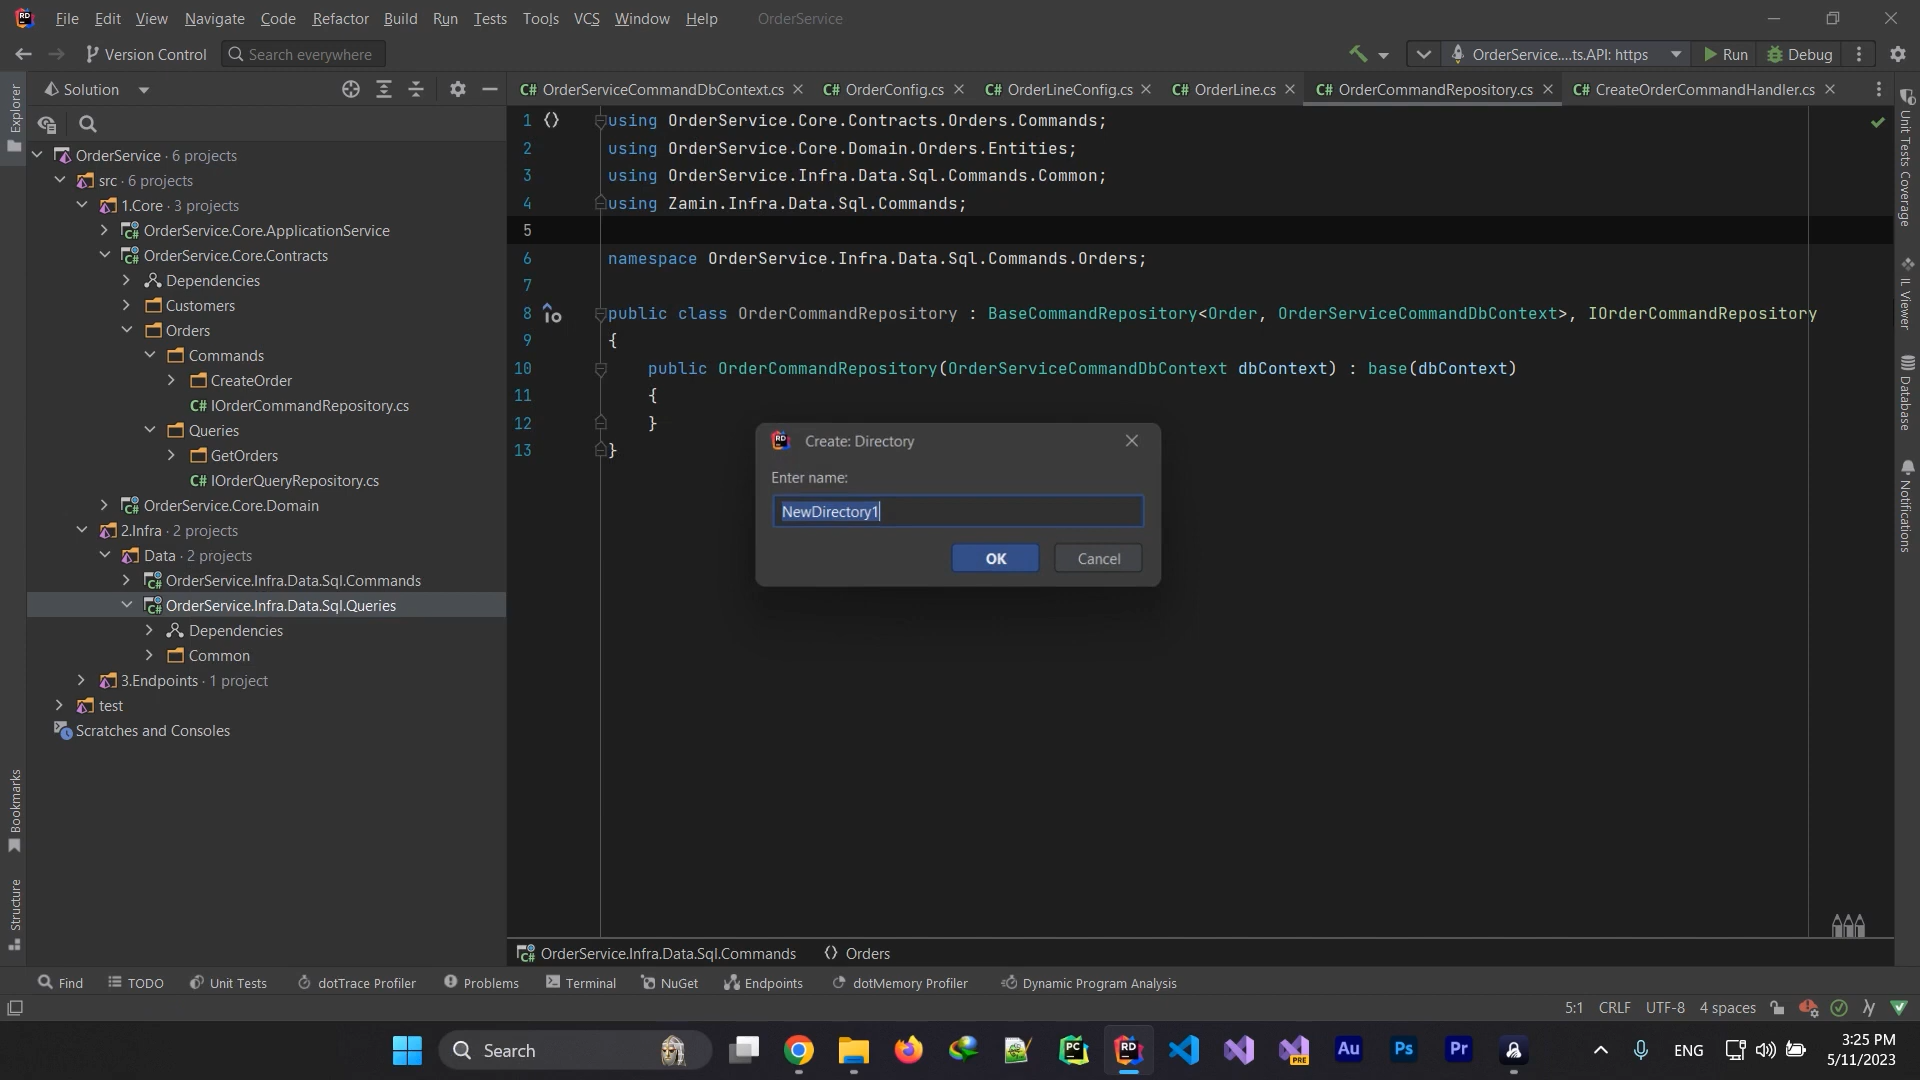 File Edit View Navigate Code Refactor Build Run Tests Tools VCS Window Help OrderService
Version Control Search everywhere OrderService....ts.API: https Run Debug
Solution
OrderServiceCommandDbContext.cs OrderConfig.cs OrderLineConfig.cs OrderLine.cs OrderCommandRepository.cs CreateOrderCommandHandler.cs
Explorer
OrderService · 6 projects
src · 6 projects
1.Core · 3 projects
OrderService.Core.ApplicationService
OrderService.Core.Contracts
Dependencies
Customers
Orders
Commands
CreateOrder
C# IOrderCommandRepository.cs
Queries
GetOrders
C# IOrderQueryRepository.cs
OrderService.Core.Domain
2.Infra · 2 projects
Data · 2 projects
OrderService.Infra.Data.Sql.Commands
OrderService.Infra.Data.Sql.Queries
Dependencies
Common
3.Endpoints · 1 project
test
Scratches and Consoles
Bookmarks
Structure
1 using OrderService.Core.Contracts.Orders.Commands;
2 using OrderService.Core.Domain.Orders.Entities;
3 using OrderService.Infra.Data.Sql.Commands.Common;
4 using Zamin.Infra.Data.Sql.Commands;
5
6 namespace OrderService.Infra.Data.Sql.Commands.Orders;
7
8 public class OrderCommandRepository : BaseCommandRepository<Order, OrderServiceCommandDbContext>, IOrderCommandRepository
9 {
10 public OrderCommandRepository(OrderServiceCommandDbContext dbContext) : base(dbContext)
11 {
12 }
13 }
Create: Directory
Enter name:
NewDirectory1
OK Cancel
Unit Tests Coverage
IL Viewer
Database
Notifications
OrderService.Infra.Data.Sql.Commands Orders
Find TODO Unit Tests dotTrace Profiler Problems Terminal NuGet Endpoints dotMemory Profiler Dynamic Program Analysis
5:1 CRLF UTF-8 4 spaces
Search
ENG
3:25 PM
5/11/2023